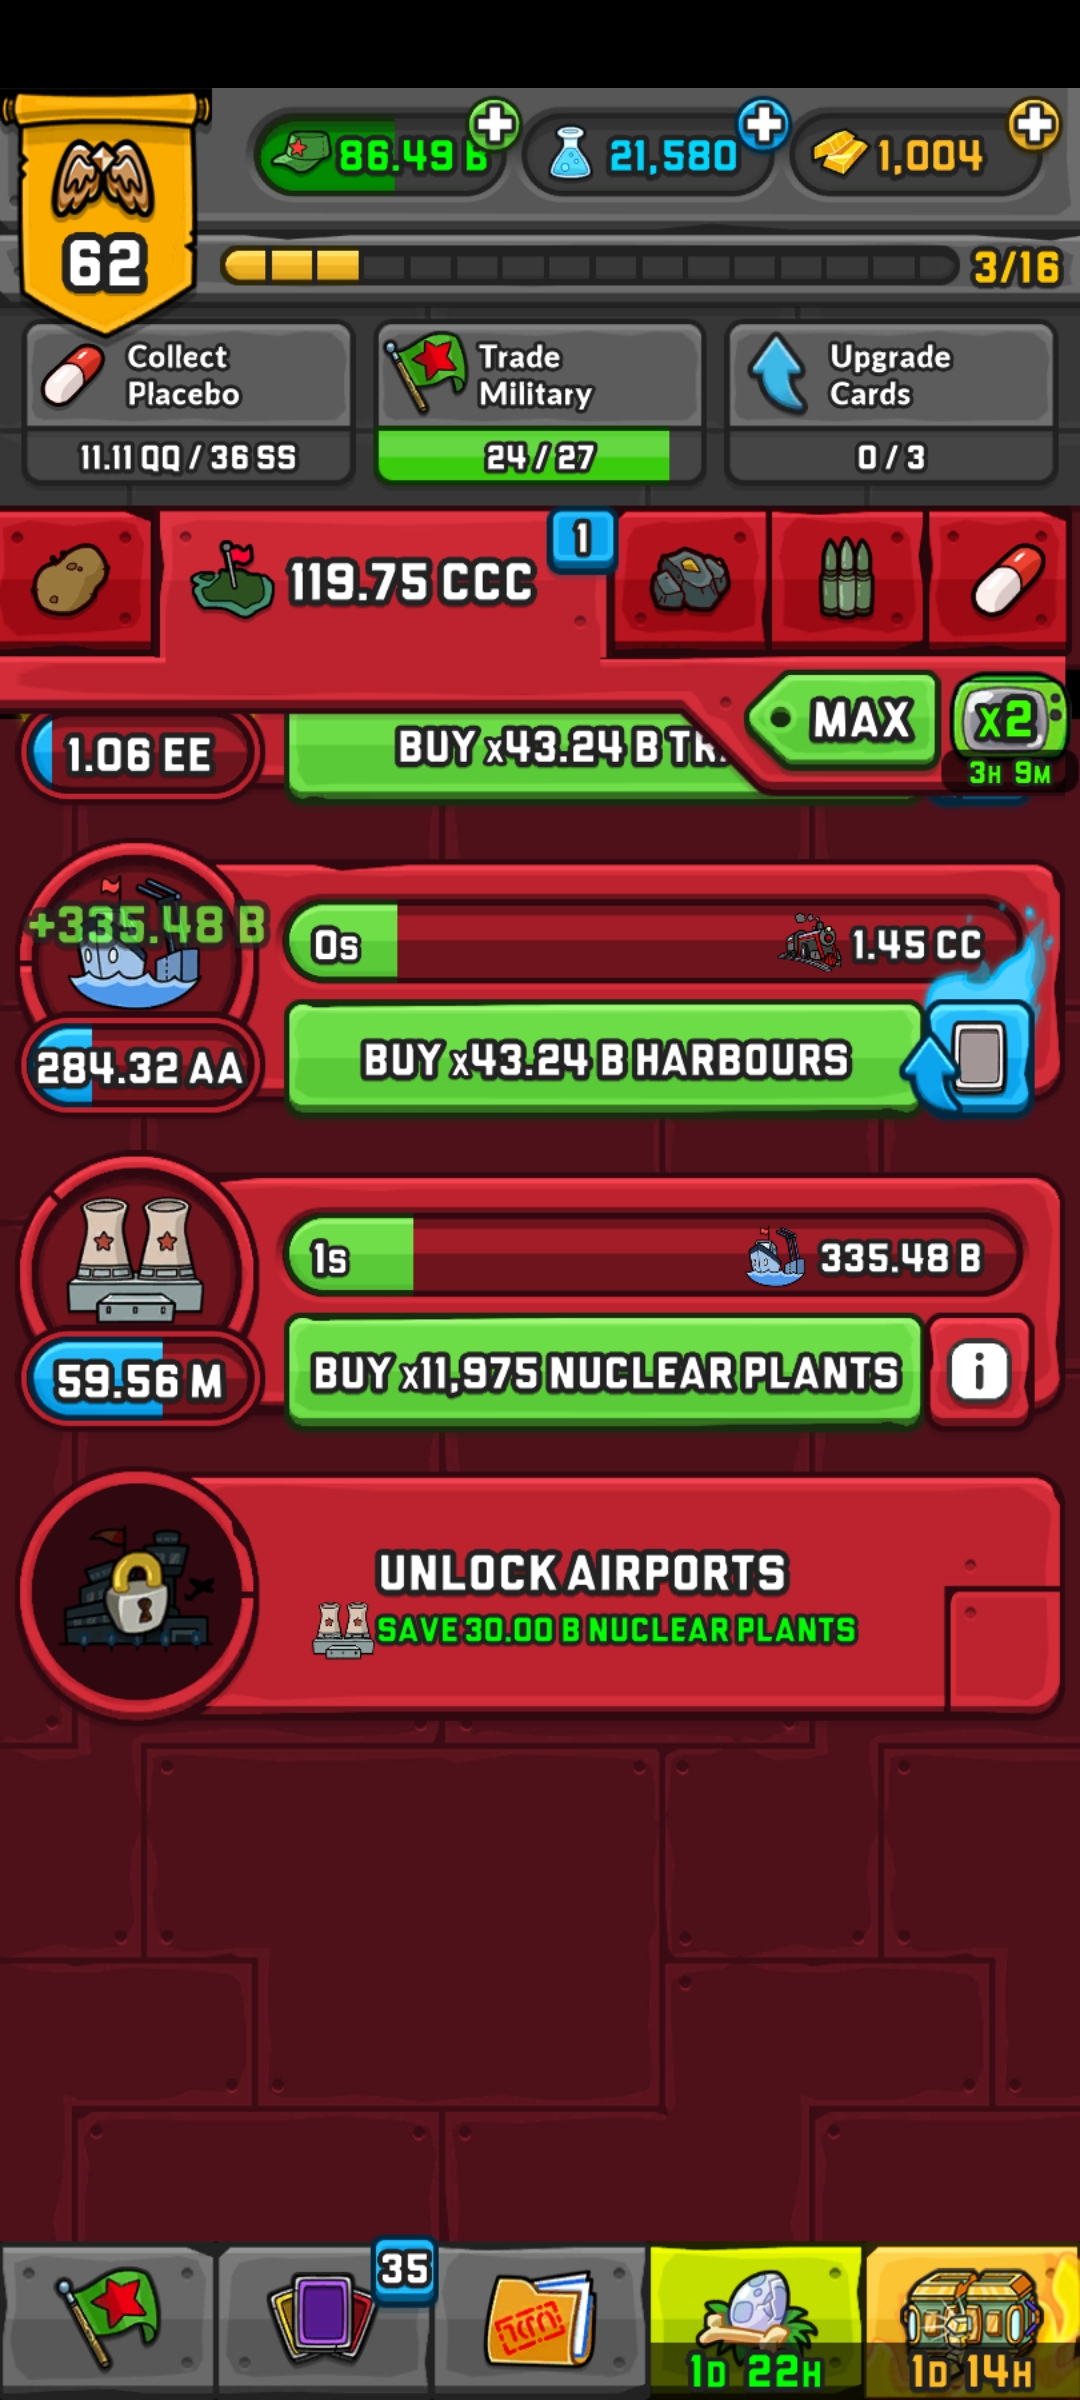 86.49 B
21,580
1,004
62
3/16
Collect
Placebo
11.11 QQ / 36 SS
Trade
Military
24 / 27
Upgrade
Cards
0 / 3
119.75 CCC
1
MAX
x2
3H 9M
1.06 EE
BUY x43.24 B
+335.48 B
0s
1.45 CC
284.32 AA
BUY x43.24 B HARBOURS
1s
335.48 B
59.56 M
BUY x11,975 NUCLEAR PLANTS
i
UNLOCK AIRPORTS
SAVE 30.00 B NUCLEAR PLANTS
35
1D 22H
1D 14H